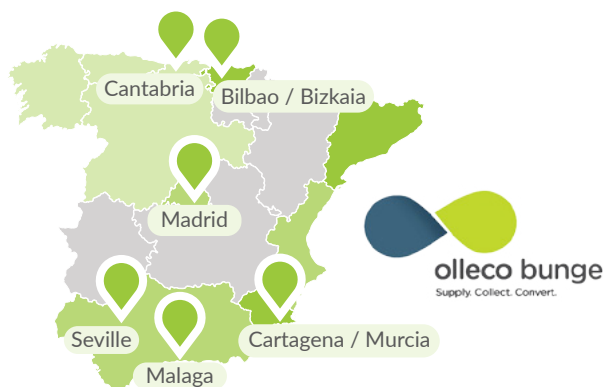 Cantabria
Bilbao / Bizkaia
Madrid
olleco bunge
Supply. Collect. Convert.
Seville
Cartagena / Murcia
Malaga